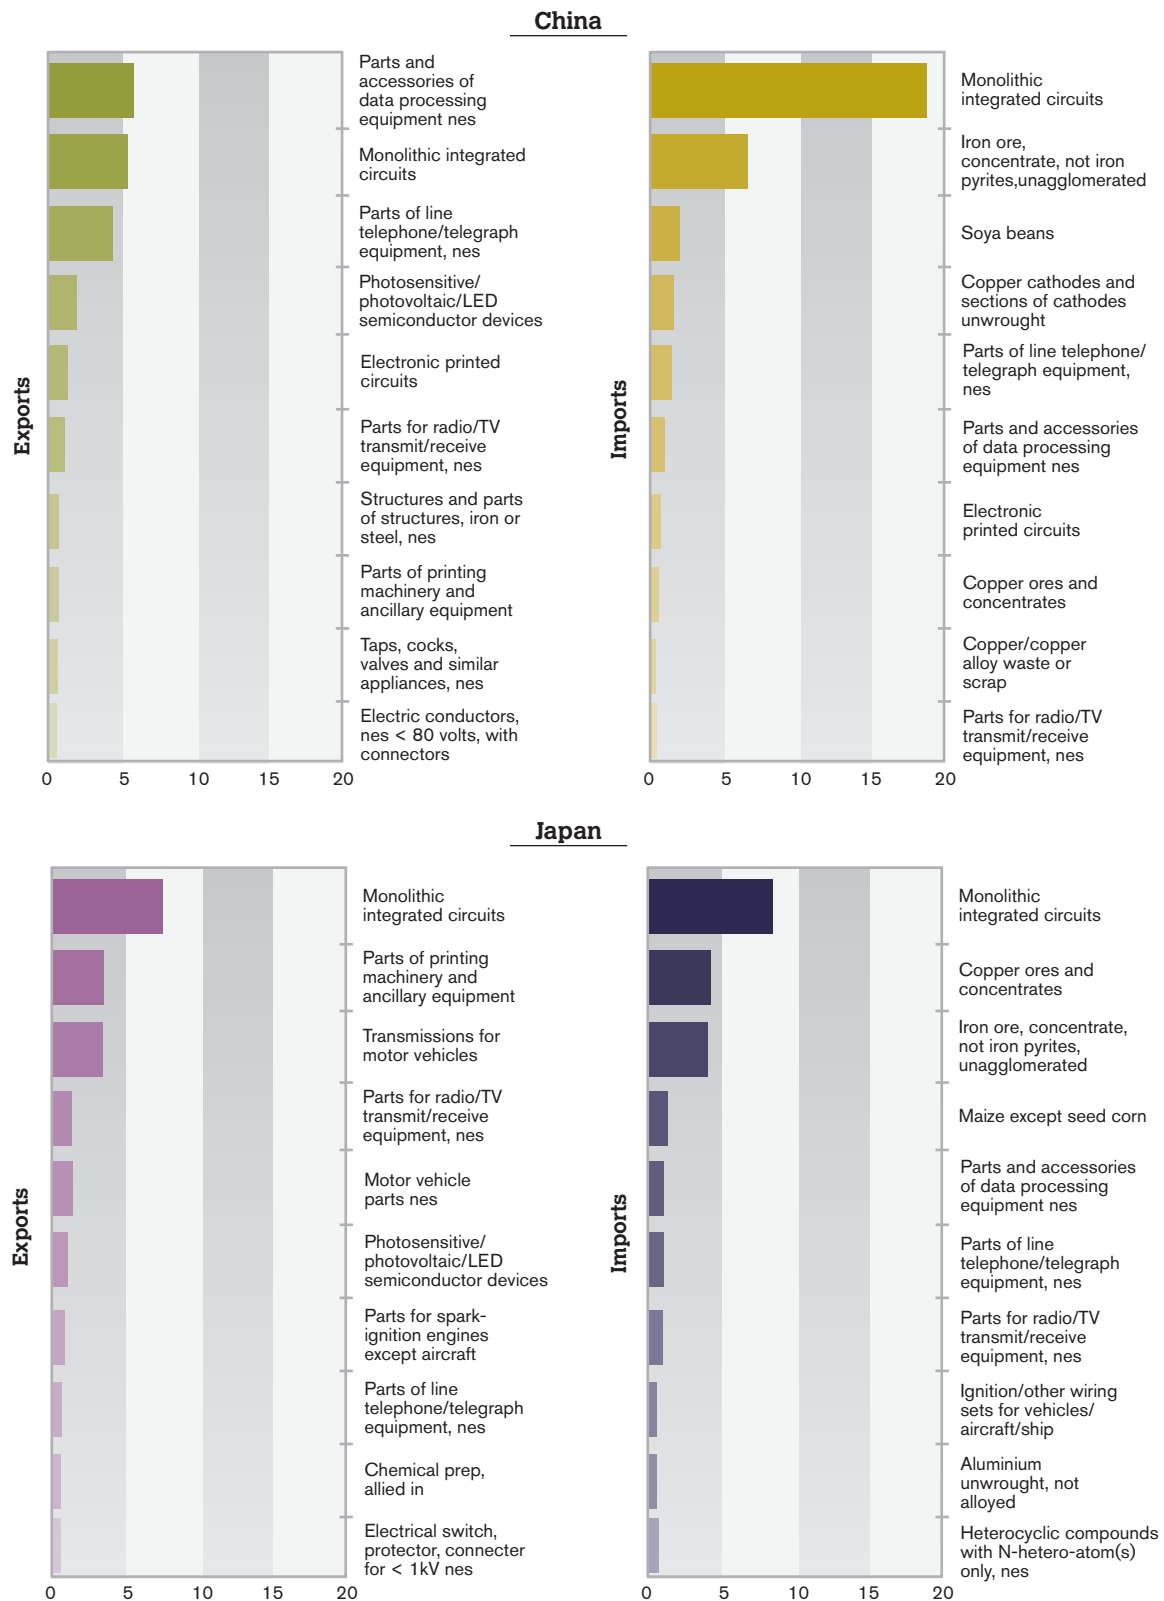 China
Exports
Parts and
accessories of
data processing
equipment nes
Monolithic integrated
circuits
Parts of line
telephone/telegraph
equipment, nes
Photosensitive/
photovoltaic/LED
semiconductor devices
Electronic printed
circuits
Parts for radio/TV
transmit/receive
equipment, nes
Structures and parts
of structures, iron or
steel, nes
Parts of printing
machinery and
ancillary equipment
Taps, cocks,
valves and similar
appliances, nes
Electric conductors,
nes < 80 volts, with
connectors
0 5 10 15 20
Imports
Monolithic
integrated circuits
Iron ore,
concentrate, not iron
pyrites,unagglomerated
Soya beans
Copper cathodes and
sections of cathodes
unwrought
Parts of line telephone/
telegraph equipment,
nes
Parts and accessories
of data processing
equipment nes
Electronic
printed circuits
Copper ores and
concentrates
Copper/copper
alloy waste or
scrap
Parts for radio/TV
transmit/receive
equipment, nes
0 5 10 15 20
Japan
Exports
Monolithic
integrated circuits
Parts of printing
machinery and
ancillary equipment
Transmissions for
motor vehicles
Parts for radio/TV
transmit/receive
equipment, nes
Motor vehicle
parts nes
Photosensitive/
photovoltaic/LED
semiconductor devices
Parts for spark-
ignition engines
except aircraft
Parts of line
telephone/telegraph
equipment, nes
Chemical prep,
allied in
Electrical switch,
protector, connecter
for < 1kV nes
0 5 10 15 20
Imports
Monolithic
integrated circuits
Copper ores and
concentrates
Iron ore, concentrate,
not iron pyrites,
unagglomerated
Maize except seed corn
Parts and accessories
of data processing
equipment nes
Parts of line
telephone/telegraph
equipment, nes
Parts for radio/TV
transmit/receive
equipment, nes
Ignition/other wiring
sets for vehicles/
aircraft/ship
Aluminium
unwrought, not
alloyed
Heterocyclic compounds
with N-hetero-atom(s)
only, nes
0 5 10 15 20